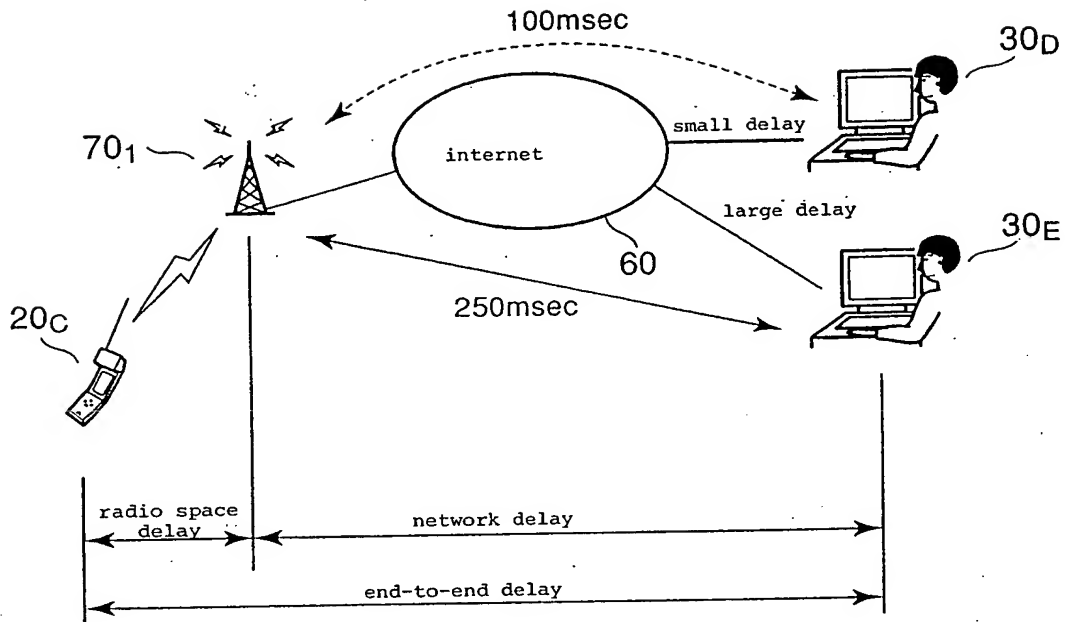 100msec
30D
small delay
internet
701
large delay
30E
60
250msec
20C
radio space
delay
network delay
end-to-end delay